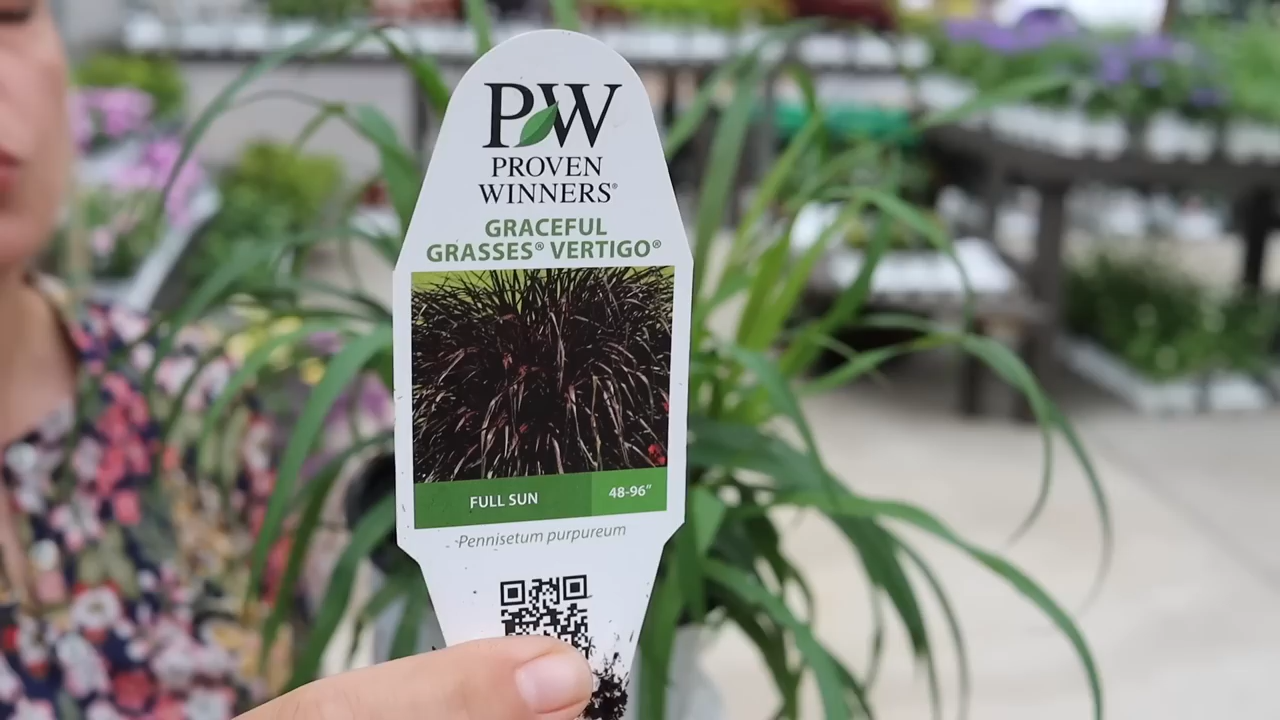 PW
PROVEN
WINNERS®
GRACEFUL
GRASSES® VERTIGO®
FULL SUN 48-96"
Pennisetum purpureum